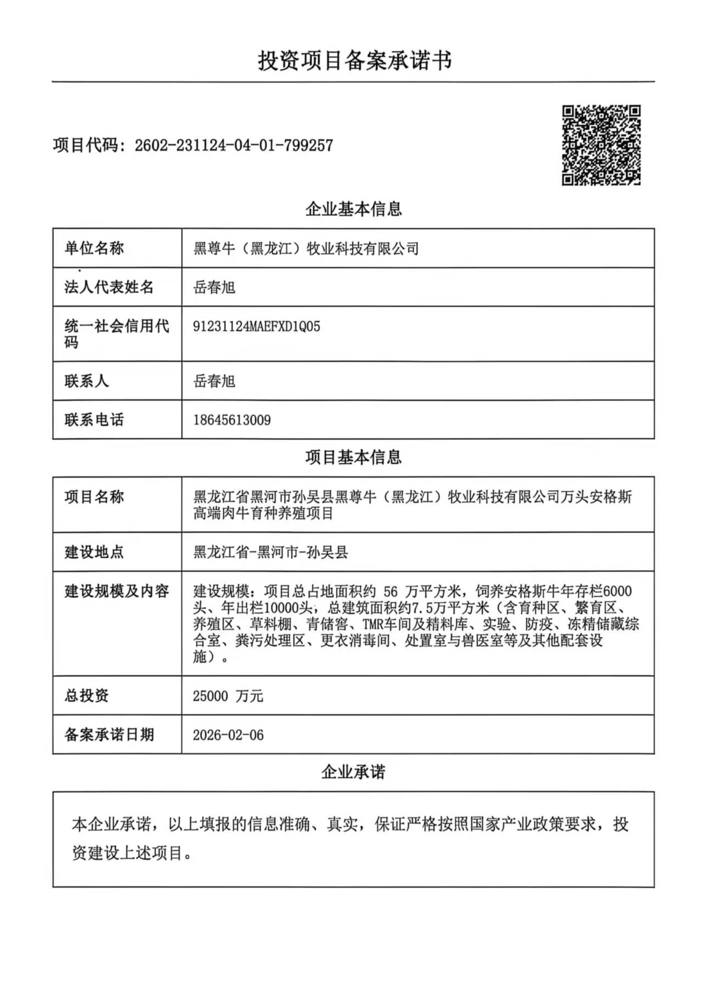 投资项目备案承诺书
项目代码：2602-231124-04-01-799257
企业基本信息
单位名称 黑尊牛（黑龙江）牧业科技有限公司
法人代表姓名 岳春旭
统一社会信用代 91231124MAEFXD1Q05
码
联系人 岳春旭
联系电话 18645613009
项目基本信息
项目名称 黑龙江省黑河市孙吴县黑尊牛（黑龙江）牧业科技有限公司万头安格斯
高端肉牛育种养殖项目
建设地点 黑龙江省-黑河市-孙吴县
建设规模及内容 建设规模：项目总占地面积约 56 万平方米，饲养安格斯牛年存栏6000
头、年出栏10000头，总建筑面积约7.5万平方米（含育种区、繁育区、
养殖区、草料棚、青储窖、TMR车间及精料库、实验、防疫、冻精储藏综
合室、粪污处理区、更衣消毒间、处置室与兽医室等及其他配套设
施）。
总投资 25000 万元
备案承诺日期 2026-02-06
企业承诺
本企业承诺，以上填报的信息准确、真实，保证严格按照国家产业政策要求，投
资建设上述项目。